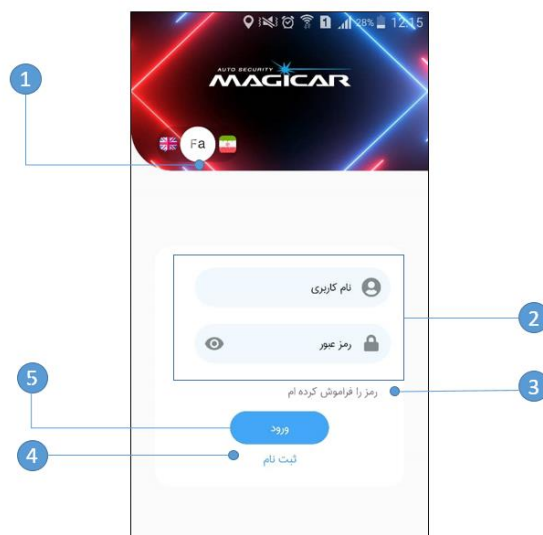 28% 12:15
1
AUTO SECURITY
MAGICAR
Fa
نام کاربری
2
رمز عبور
3
رمز را فراموش کرده ام
5
ورود
4
ثبت نام